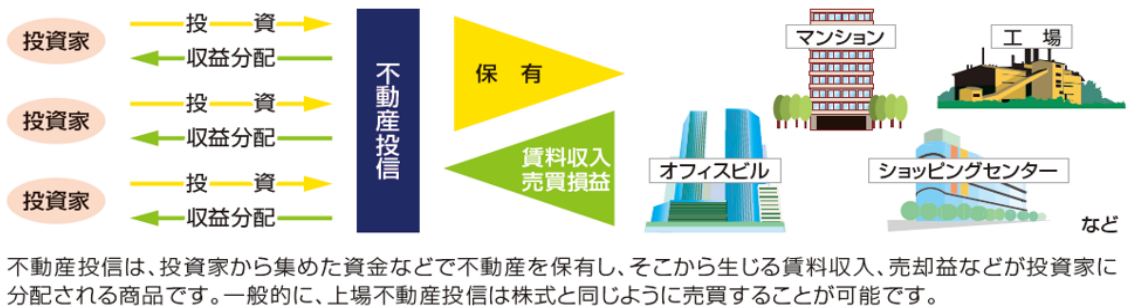 投資家
投　資
収益分配
投資家
投　資
収益分配
投資家
投　資
収益分配
不動産投信
保　有
賃料収入
売買損益
マンション
工　場
オフィスビル
ショッピングセンター
など
不動産投信は、投資家から集めた資金などで不動産を保有し、そこから生じる賃料収入、売却益などが投資家に
分配される商品です。一般的に、上場不動産投信は株式と同じように売買することが可能です。